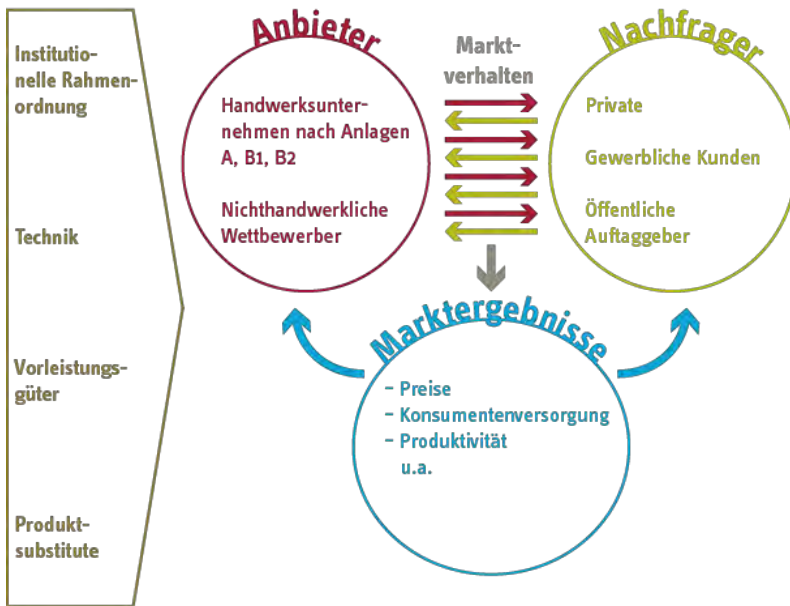 Institutio-
nelle Rahmen-
ordnung
Technik
Vorleistungs-
güter
Produkt-
substitute
Anbieter
Handwerksunter-
nehmen nach Anlagen
A, B1, B2
Nichthandwerkliche
Wettbewerber
Markt-
verhalten
Nachfrager
Private
Gewerbliche Kunden
Öffentliche
Auftaggeber
Marktergebnisse
– Preise
– Konsumentenversorgung
– Produktivität
u.a.